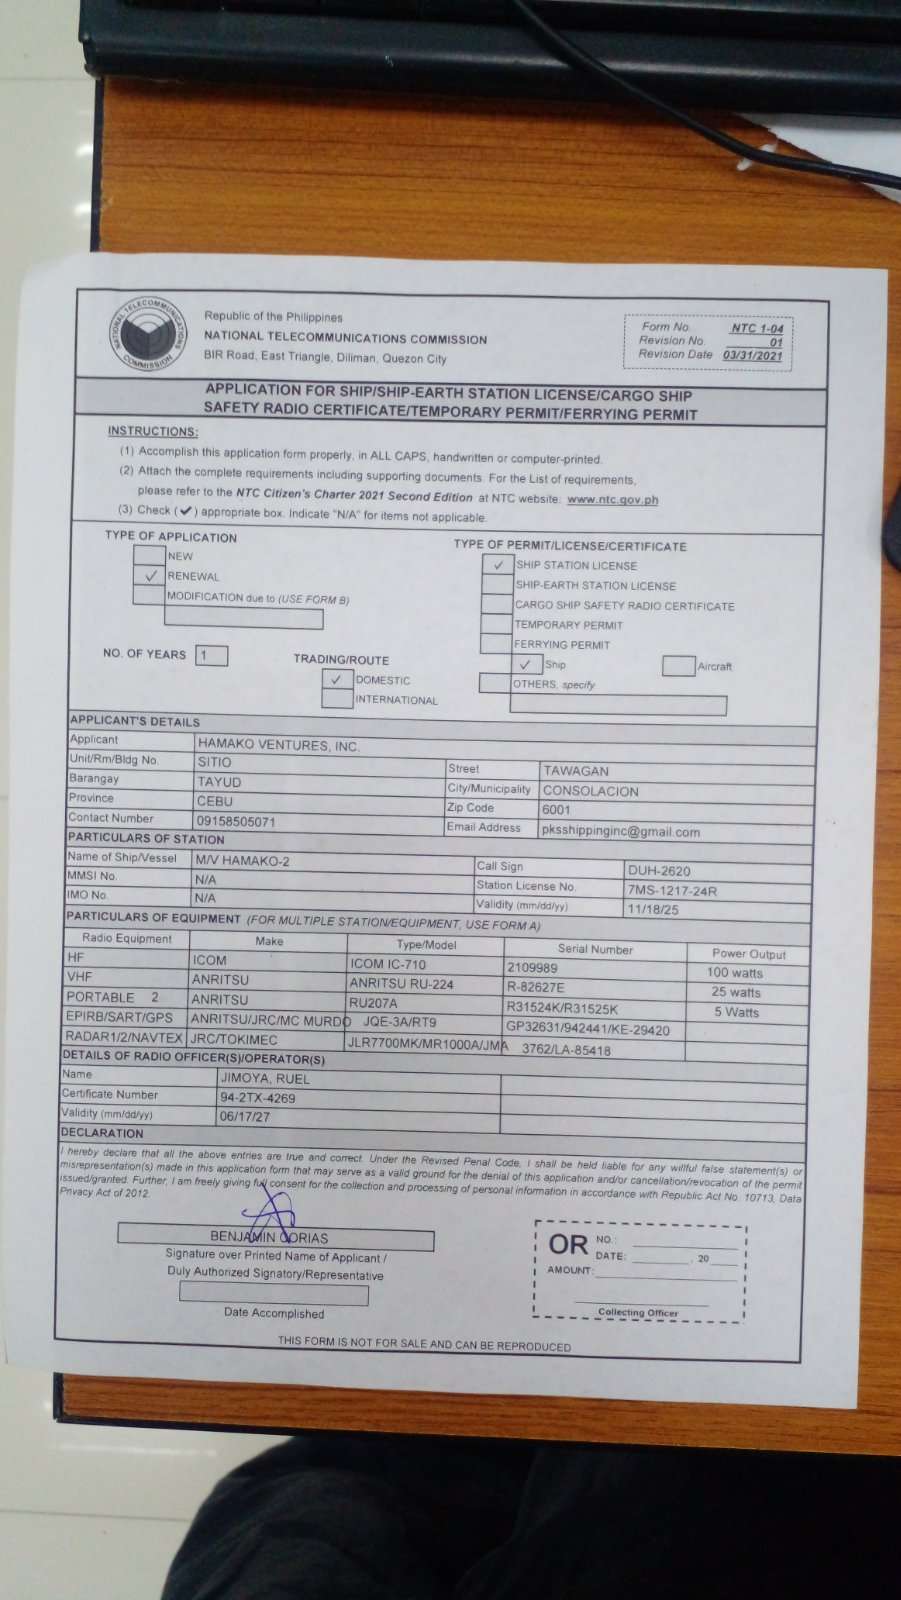 NATIONAL TELECOMMUNICATIONS COMMISSION
Republic of the Philippines
NATIONAL TELECOMMUNICATIONS COMMISSION
BIR Road, East Triangle, Diliman, Quezon City
Form No. NTC 1-04
Revision No. 01
Revision Date 03/31/2021
APPLICATION FOR SHIP/SHIP-EARTH STATION LICENSE/CARGO SHIP
SAFETY RADIO CERTIFICATE/TEMPORARY PERMIT/FERRYING PERMIT
INSTRUCTIONS:
(1) Accomplish this application form properly, in ALL CAPS, handwritten or computer-printed.
(2) Attach the complete requirements including supporting documents. For the List of requirements,
please refer to the NTC Citizen's Charter 2021 Second Edition at NTC website: www.ntc.gov.ph
(3) Check (✔) appropriate box. Indicate "N/A" for items not applicable.
TYPE OF APPLICATION
NEW
✓ RENEWAL
MODIFICATION due to (USE FORM B)
NO. OF YEARS 1
TRADING/ROUTE
✓ DOMESTIC
INTERNATIONAL
TYPE OF PERMIT/LICENSE/CERTIFICATE
✓ SHIP STATION LICENSE
SHIP-EARTH STATION LICENSE
CARGO SHIP SAFETY RADIO CERTIFICATE
TEMPORARY PERMIT
FERRYING PERMIT
✓ Ship Aircraft
OTHERS, specify
APPLICANT'S DETAILS
Applicant HAMAKO VENTURES, INC.
Unit/Rm/Bldg No. SITIO Street TAWAGAN
Barangay TAYUD City/Municipality CONSOLACION
Province CEBU Zip Code 6001
Contact Number 09158505071 Email Address pksshippinginc@gmail.com
PARTICULARS OF STATION
Name of Ship/Vessel M/V HAMAKO-2 Call Sign DUH-2620
MMSI No. N/A Station License No. 7MS-1217-24R
IMO No. N/A Validity (mm/dd/yy) 11/18/25
PARTICULARS OF EQUIPMENT (FOR MULTIPLE STATION/EQUIPMENT, USE FORM A)
Radio Equipment Make Type/Model Serial Number Power Output
HF ICOM ICOM IC-710 2109989 100 watts
VHF ANRITSU ANRITSU RU-224 R-82627E 25 watts
PORTABLE 2 ANRITSU RU207A R31524K/R31525K 5 Watts
EPIRB/SART/GPS ANRITSU/JRC/MC MURDO JQE-3A/RT9 GP32631/942441/KE-29420
RADAR1/2/NAVTEX JRC/TOKIMEC JLR7700MK/MR1000A/JMA 3762/LA-85418
DETAILS OF RADIO OFFICER(S)/OPERATOR(S)
Name JIMOYA, RUEL
Certificate Number 94-2TX-4269
Validity (mm/dd/yy) 06/17/27
DECLARATION
I hereby declare that all the above entries are true and correct. Under the Revised Penal Code, I shall be held liable for any willful false statement(s) or
misrepresentation(s) made in this application form that may serve as a valid ground for the denial of this application and/or cancellation/revocation of the permit
issued/granted. Further, I am freely giving full consent for the collection and processing of personal information in accordance with Republic Act No. 10713, Data
Privacy Act of 2012.
BENJAMIN CORIAS
Signature over Printed Name of Applicant /
Duly Authorized Signatory/Representative
Date Accomplished
OR NO.:
DATE: , 20
AMOUNT:
Collecting Officer
THIS FORM IS NOT FOR SALE AND CAN BE REPRODUCED